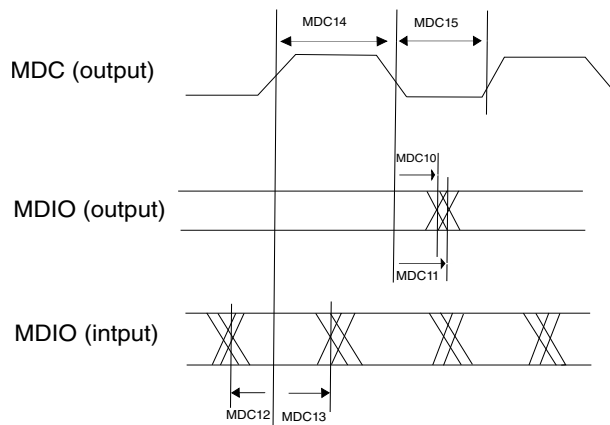 MDC14
MDC15
MDC (output)
MDC10
MDIO (output)
MDC11
MDIO (intput)
MDC12
MDC13